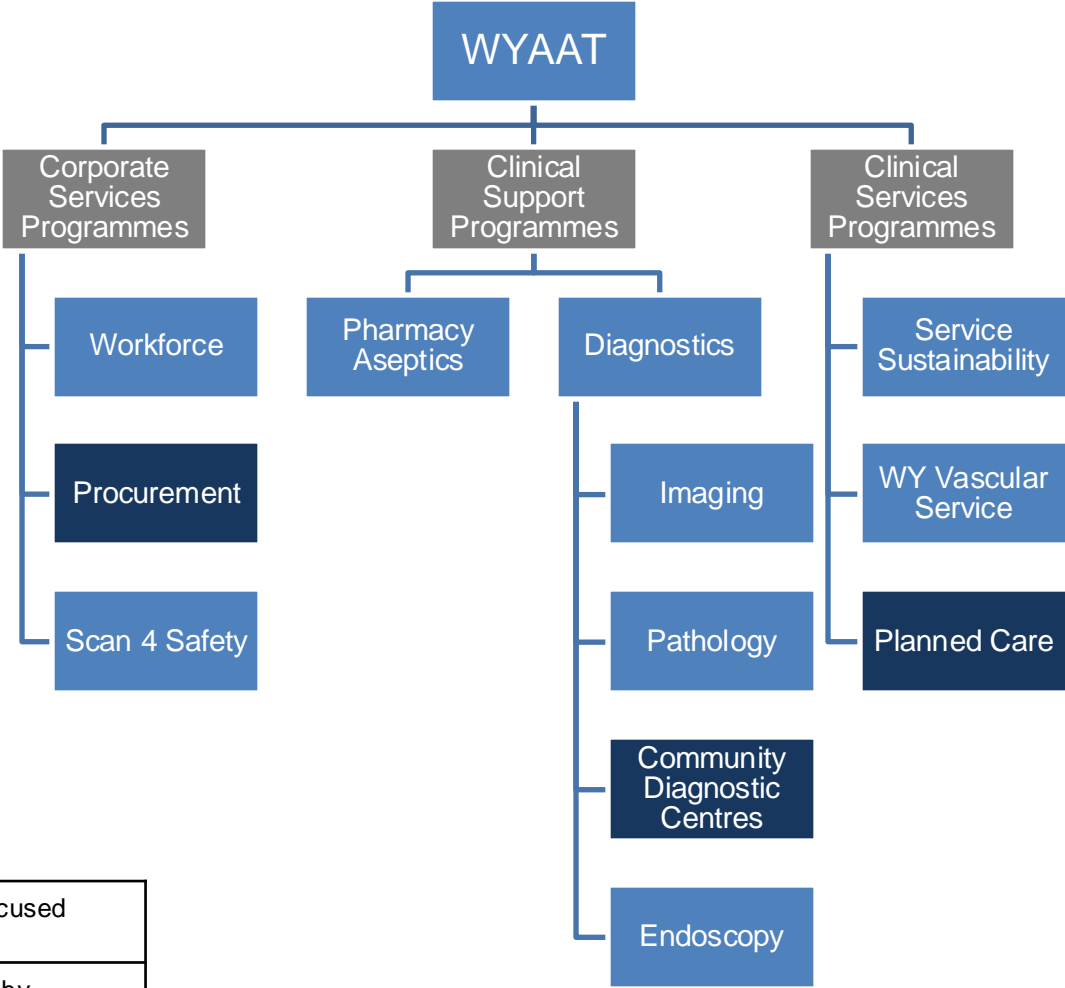 WYAAT
Corporate
Services
Programmes
Clinical
Support
Programmes
Clinical
Services
Programmes
Workforce
Pharmacy
Aseptics
Diagnostics
Service
Sustainability
Procurement
Imaging
WY Vascular
Service
Scan 4 Safety
Pathology
Planned Care
Community
Diagnostic
Centres
Endoscopy